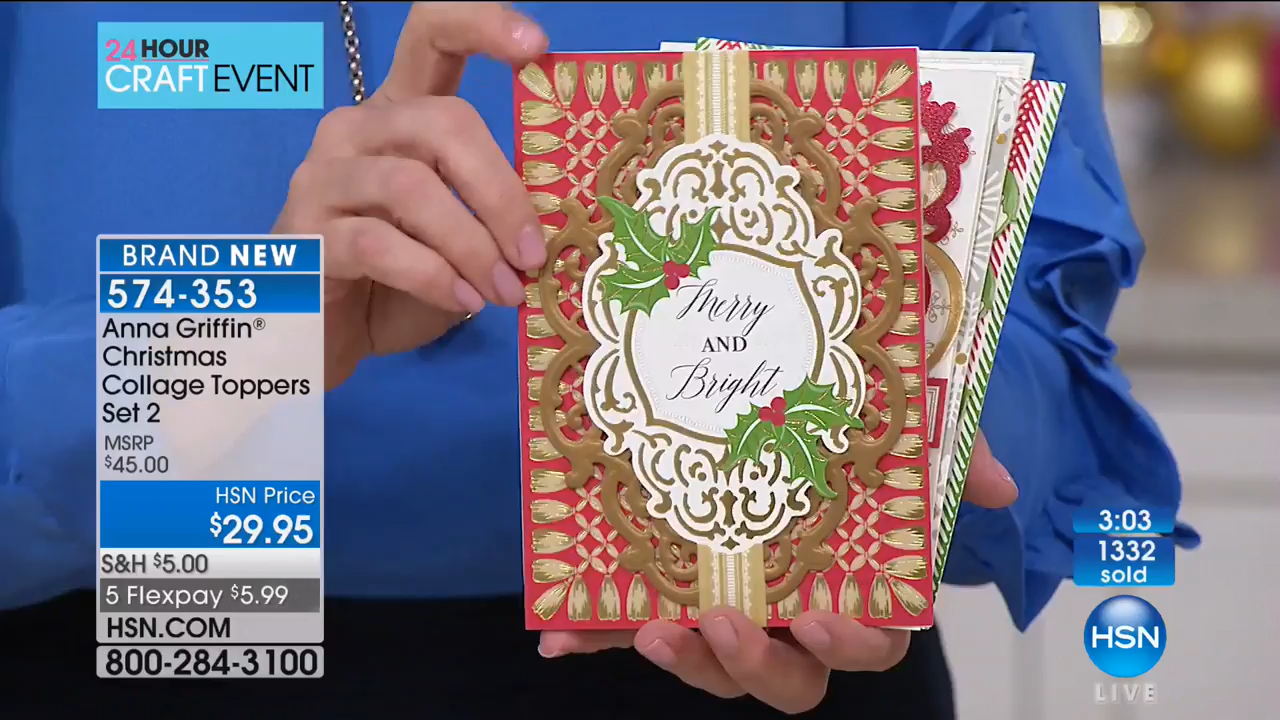 24 HOUR
CRAFT EVENT
BRAND NEW
574-353
Anna Griffin®
Christmas
Collage Toppers
Set 2
MSRP
$45.00
HSN Price
$29.95
S&H $5.00
5 Flexpay $5.99
HSN.COM
800-284-3100
Merry
AND
Bright
3:03
1332
sold
HSN
LIVE